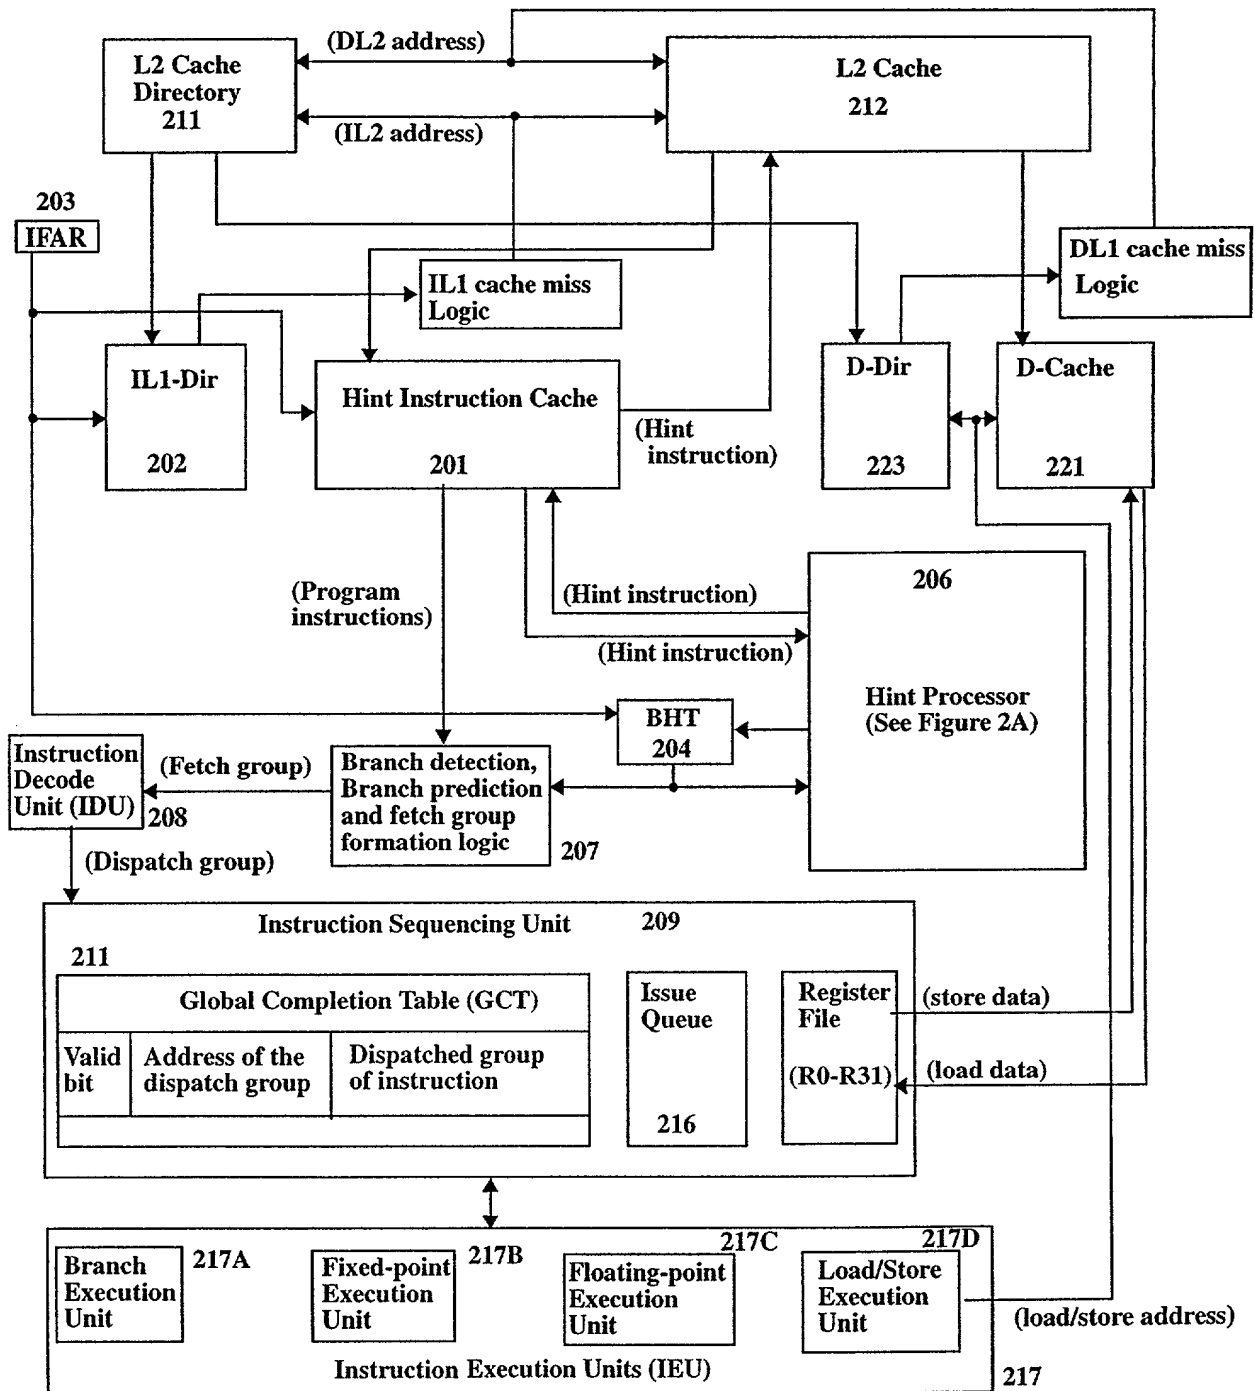 (DL2 address)
L2 Cache
Directory
211
L2 Cache
212
(IL2 address)
203
IFAR
IL1 cache miss
Logic
DL1 cache miss
Logic
IL1-Dir
202
Hint Instruction Cache
201
(Hint
instruction)
D-Dir
223
D-Cache
221
(Program
instructions)
(Hint instruction)
(Hint instruction)
206
Hint Processor
(See Figure 2A)
BHT
204
Instruction
Decode
Unit (IDU)
208
(Fetch group)
Branch detection,
Branch prediction
and fetch group
formation logic
207
(Dispatch group)
Instruction Sequencing Unit
209
211
Global Completion Table (GCT)
Valid
bit
Address of the
dispatch group
Dispatched group
of instruction
Issue
Queue
216
Register
File
(R0-R31)
(store data)
(load data)
Branch
Execution
Unit
217A
Fixed-point
Execution
Unit
217B
Floating-point
Execution
Unit
217C
Load/Store
Execution
Unit
217D
(load/store address)
Instruction Execution Units (IEU)
217